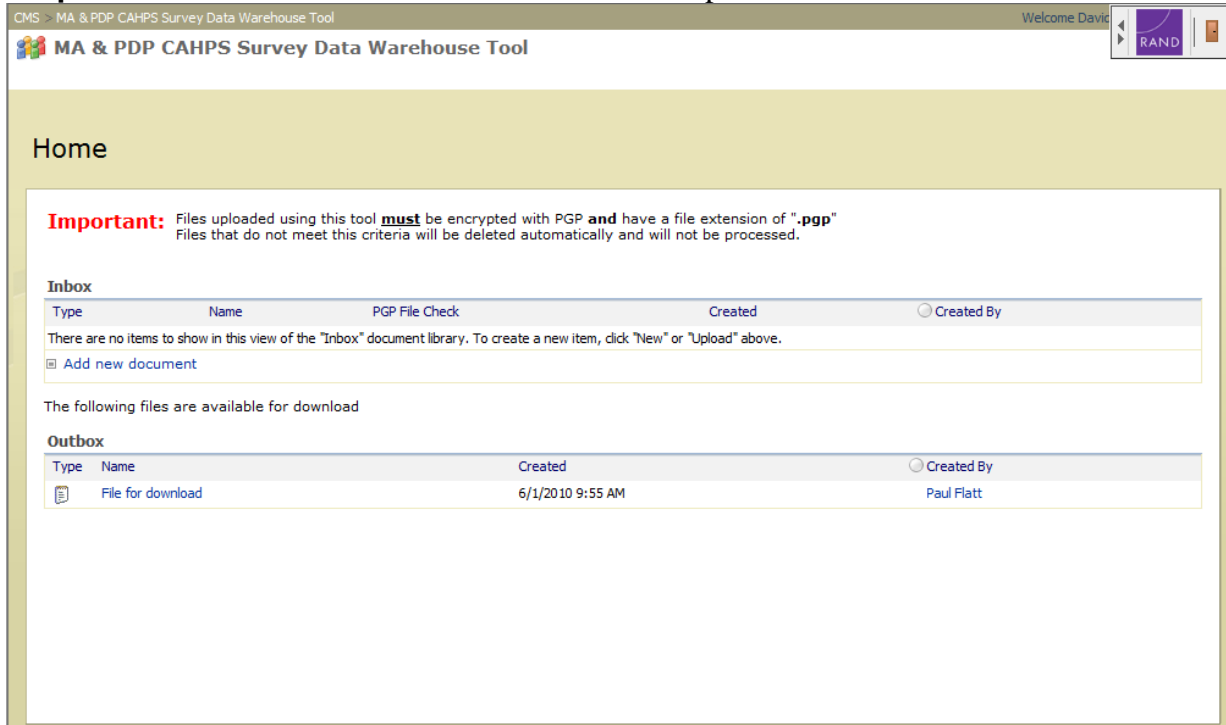 CMS > MA & PDP CAHPS Survey Data Warehouse Tool Welcome David
RAND
MA & PDP CAHPS Survey Data Warehouse Tool
Home
Important: Files uploaded using this tool must be encrypted with PGP and have a file extension of ".pgp"
Files that do not meet this criteria will be deleted automatically and will not be processed.
Inbox
Type Name PGP File Check Created Created By
There are no items to show in this view of the "Inbox" document library. To create a new item, click "New" or "Upload" above.
Add new document
The following files are available for download
Outbox
Type Name Created Created By
File for download 6/1/2010 9:55 AM Paul Flatt